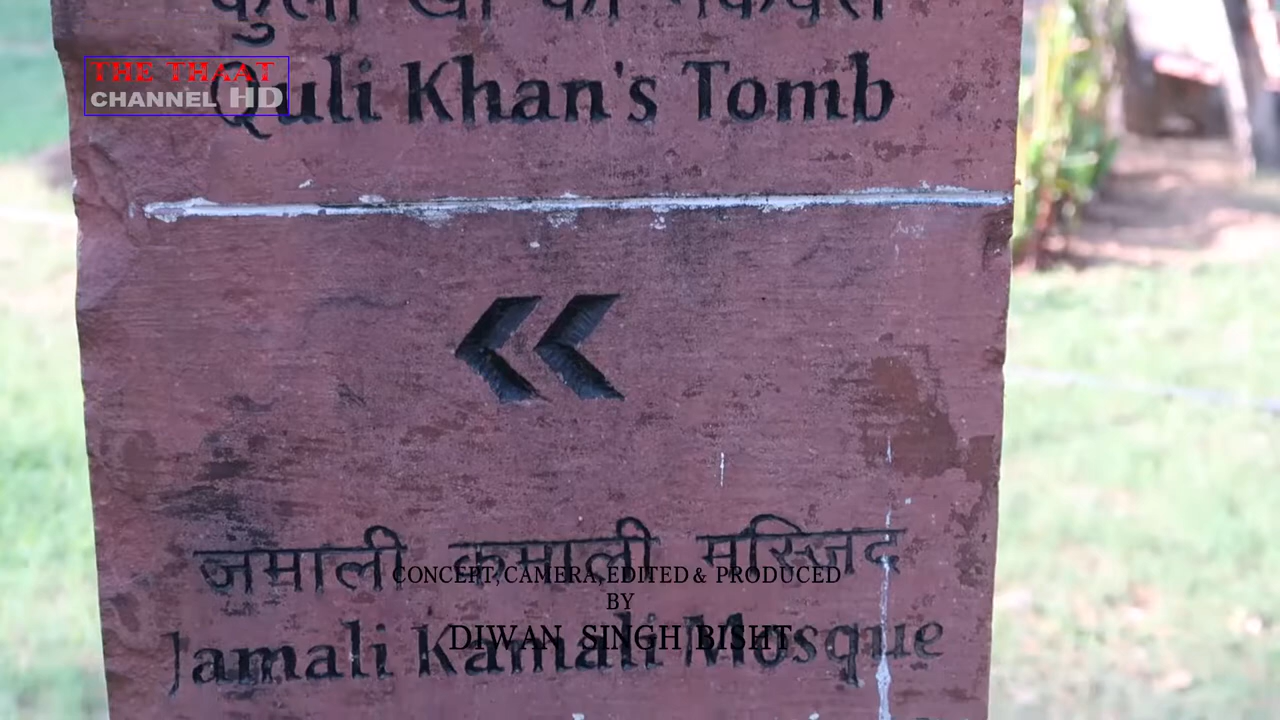 कुली खाँ का मकबरा
THE THAAT
CHANNEL HD
Quli Khan's Tomb
जमाली कमाली मस्जिद
CONCEPT, CAMERA, EDITED & PRODUCED
BY
DIWAN SINGH BISHT
Jamali Kamali Mosque